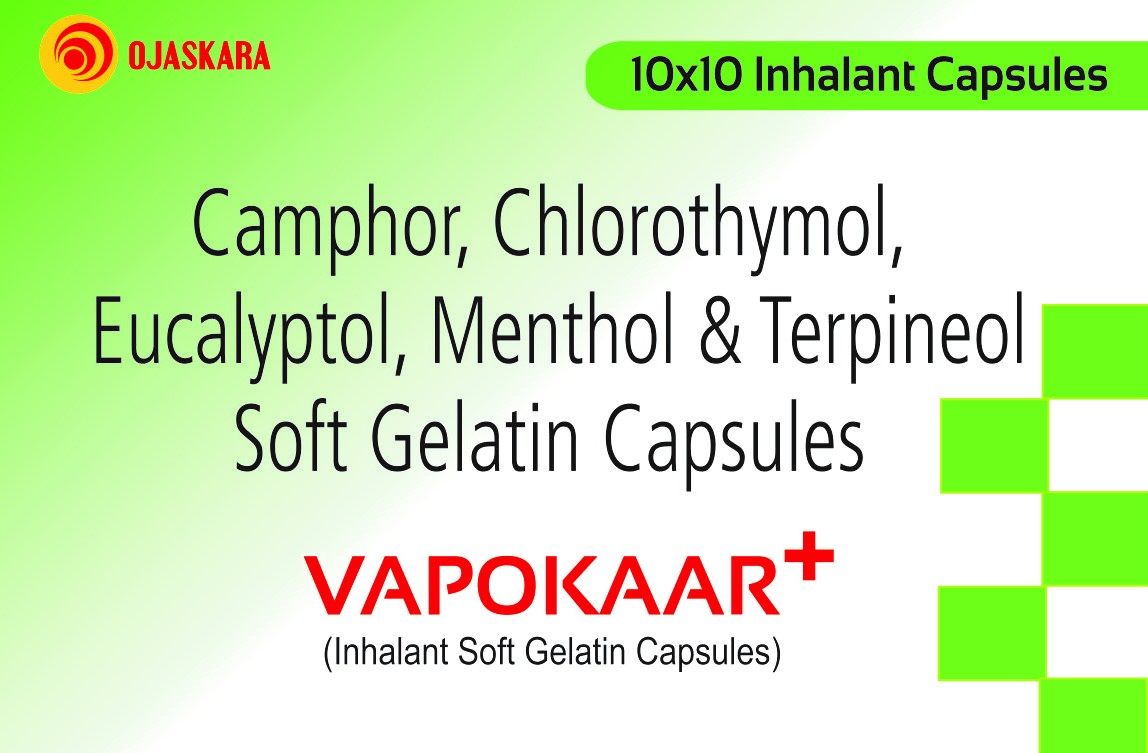 OJASKARA
10x10 Inhalant Capsules
Camphor, Chlorothymol,
Eucalyptol, Menthol & Terpineol
Soft Gelatin Capsules
VAPOKAAR+
(Inhalant Soft Gelatin Capsules)